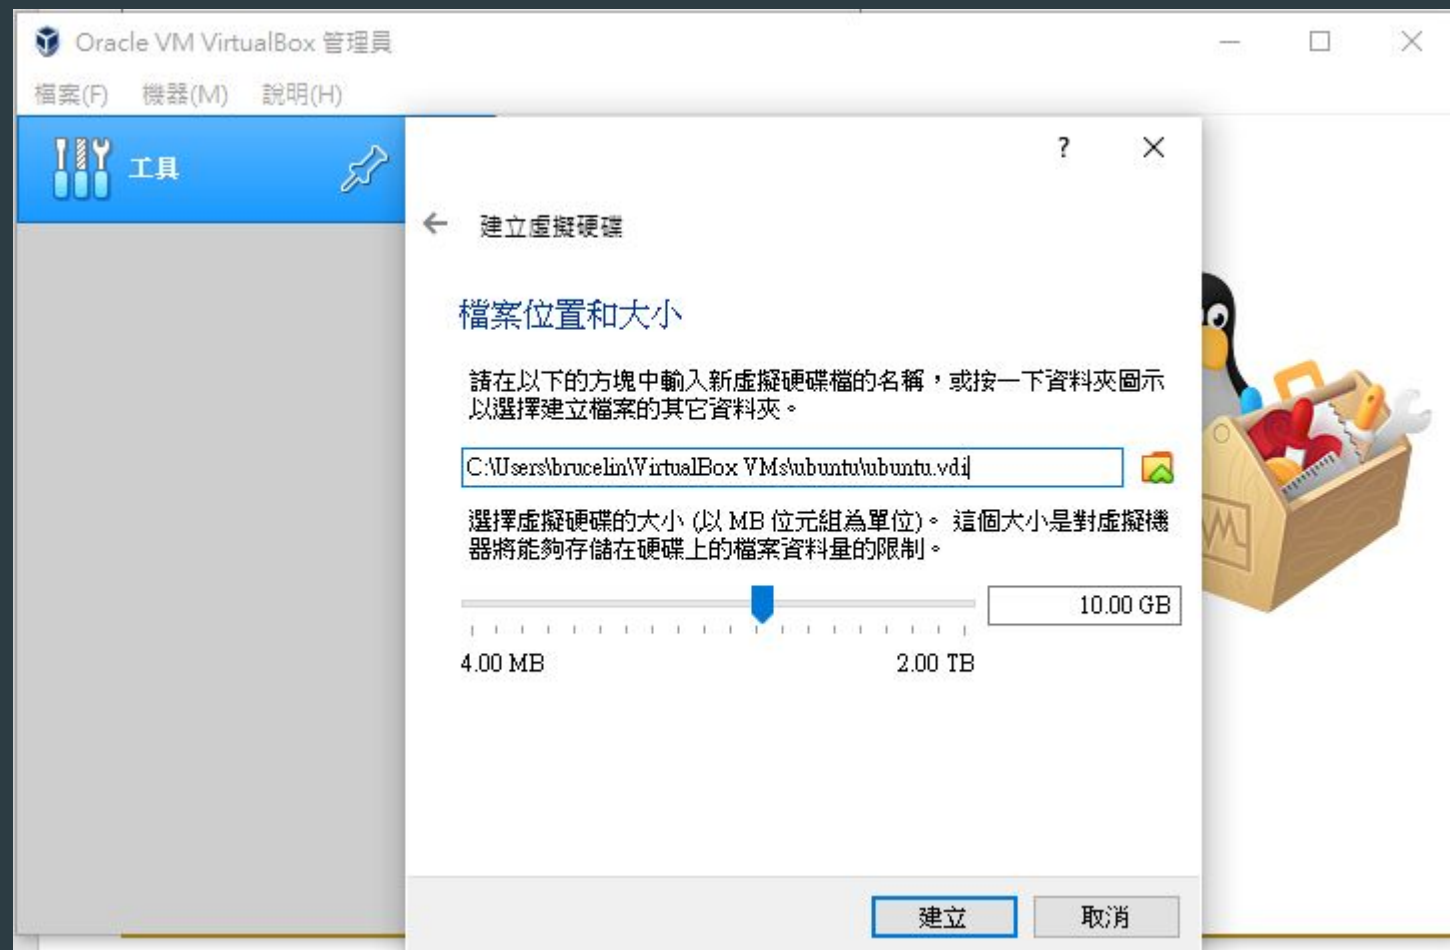 Oracle VM VirtualBox 管理員
檔案(F) 機器(M) 說明(H)
工具
?
建立虛擬硬碟
檔案位置和大小
請在以下的方塊中輸入新虛擬硬碟檔的名稱，或按一下資料夾圖示
以選擇建立檔案的其它資料夾。
C:\Users\brucelin\VirtualBox VMs\ubuntu\ubuntu.vdi
選擇虛擬硬碟的大小 (以 MB 位元組為單位)。 這個大小是對虛擬機
器將能夠存儲在硬碟上的檔案資料量的限制。
10.00 GB
4.00 MB 2.00 TB
建立 取消